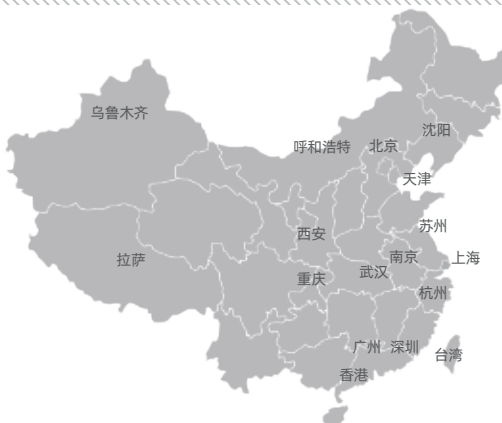 乌鲁木齐
沈阳
呼和浩特
北京
天津
苏州
西安
拉萨
南京
上海
重庆
武汉
杭州
广州
深圳
台湾
香港